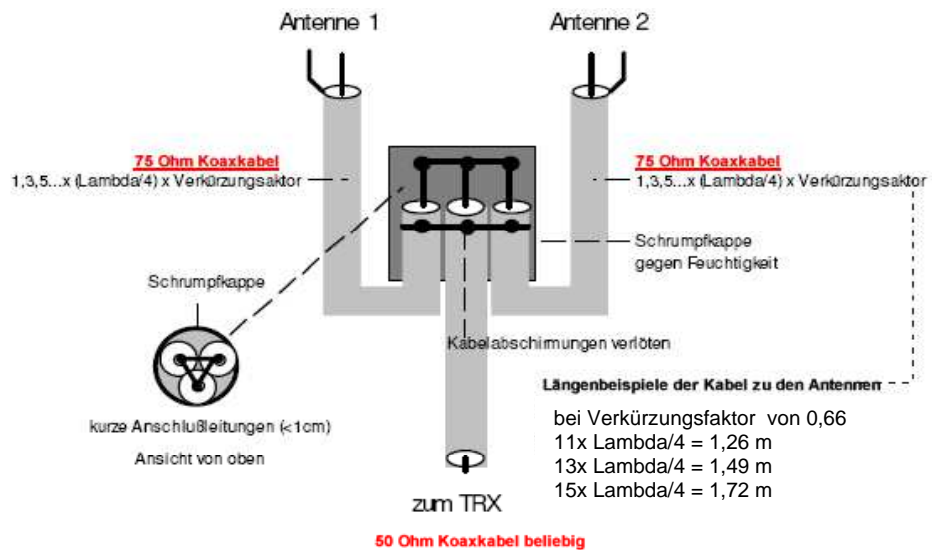 Antenne 1
Antenne 2
75 Ohm Koaxkabel
1,3,5...x (Lambda/4) x Verkürzungsaktor
75 Ohm Koaxkabel
1,3,5...x (Lambda/4) x Verkürzungsaktor
Schrumpfkappe
gegen Feuchtigkeit
Schrumpfkappe
Kabelabschirmungen verlöten
Längenbeispiele der Kabel zu den Antennen
kurze Anschlußleitungen (<1cm)
Ansicht von oben
bei Verkürzungsfaktor von 0,66
11x Lambda/4 = 1,26 m
13x Lambda/4 = 1,49 m
15x Lambda/4 = 1,72 m
zum TRX
50 Ohm Koaxkabel beliebig